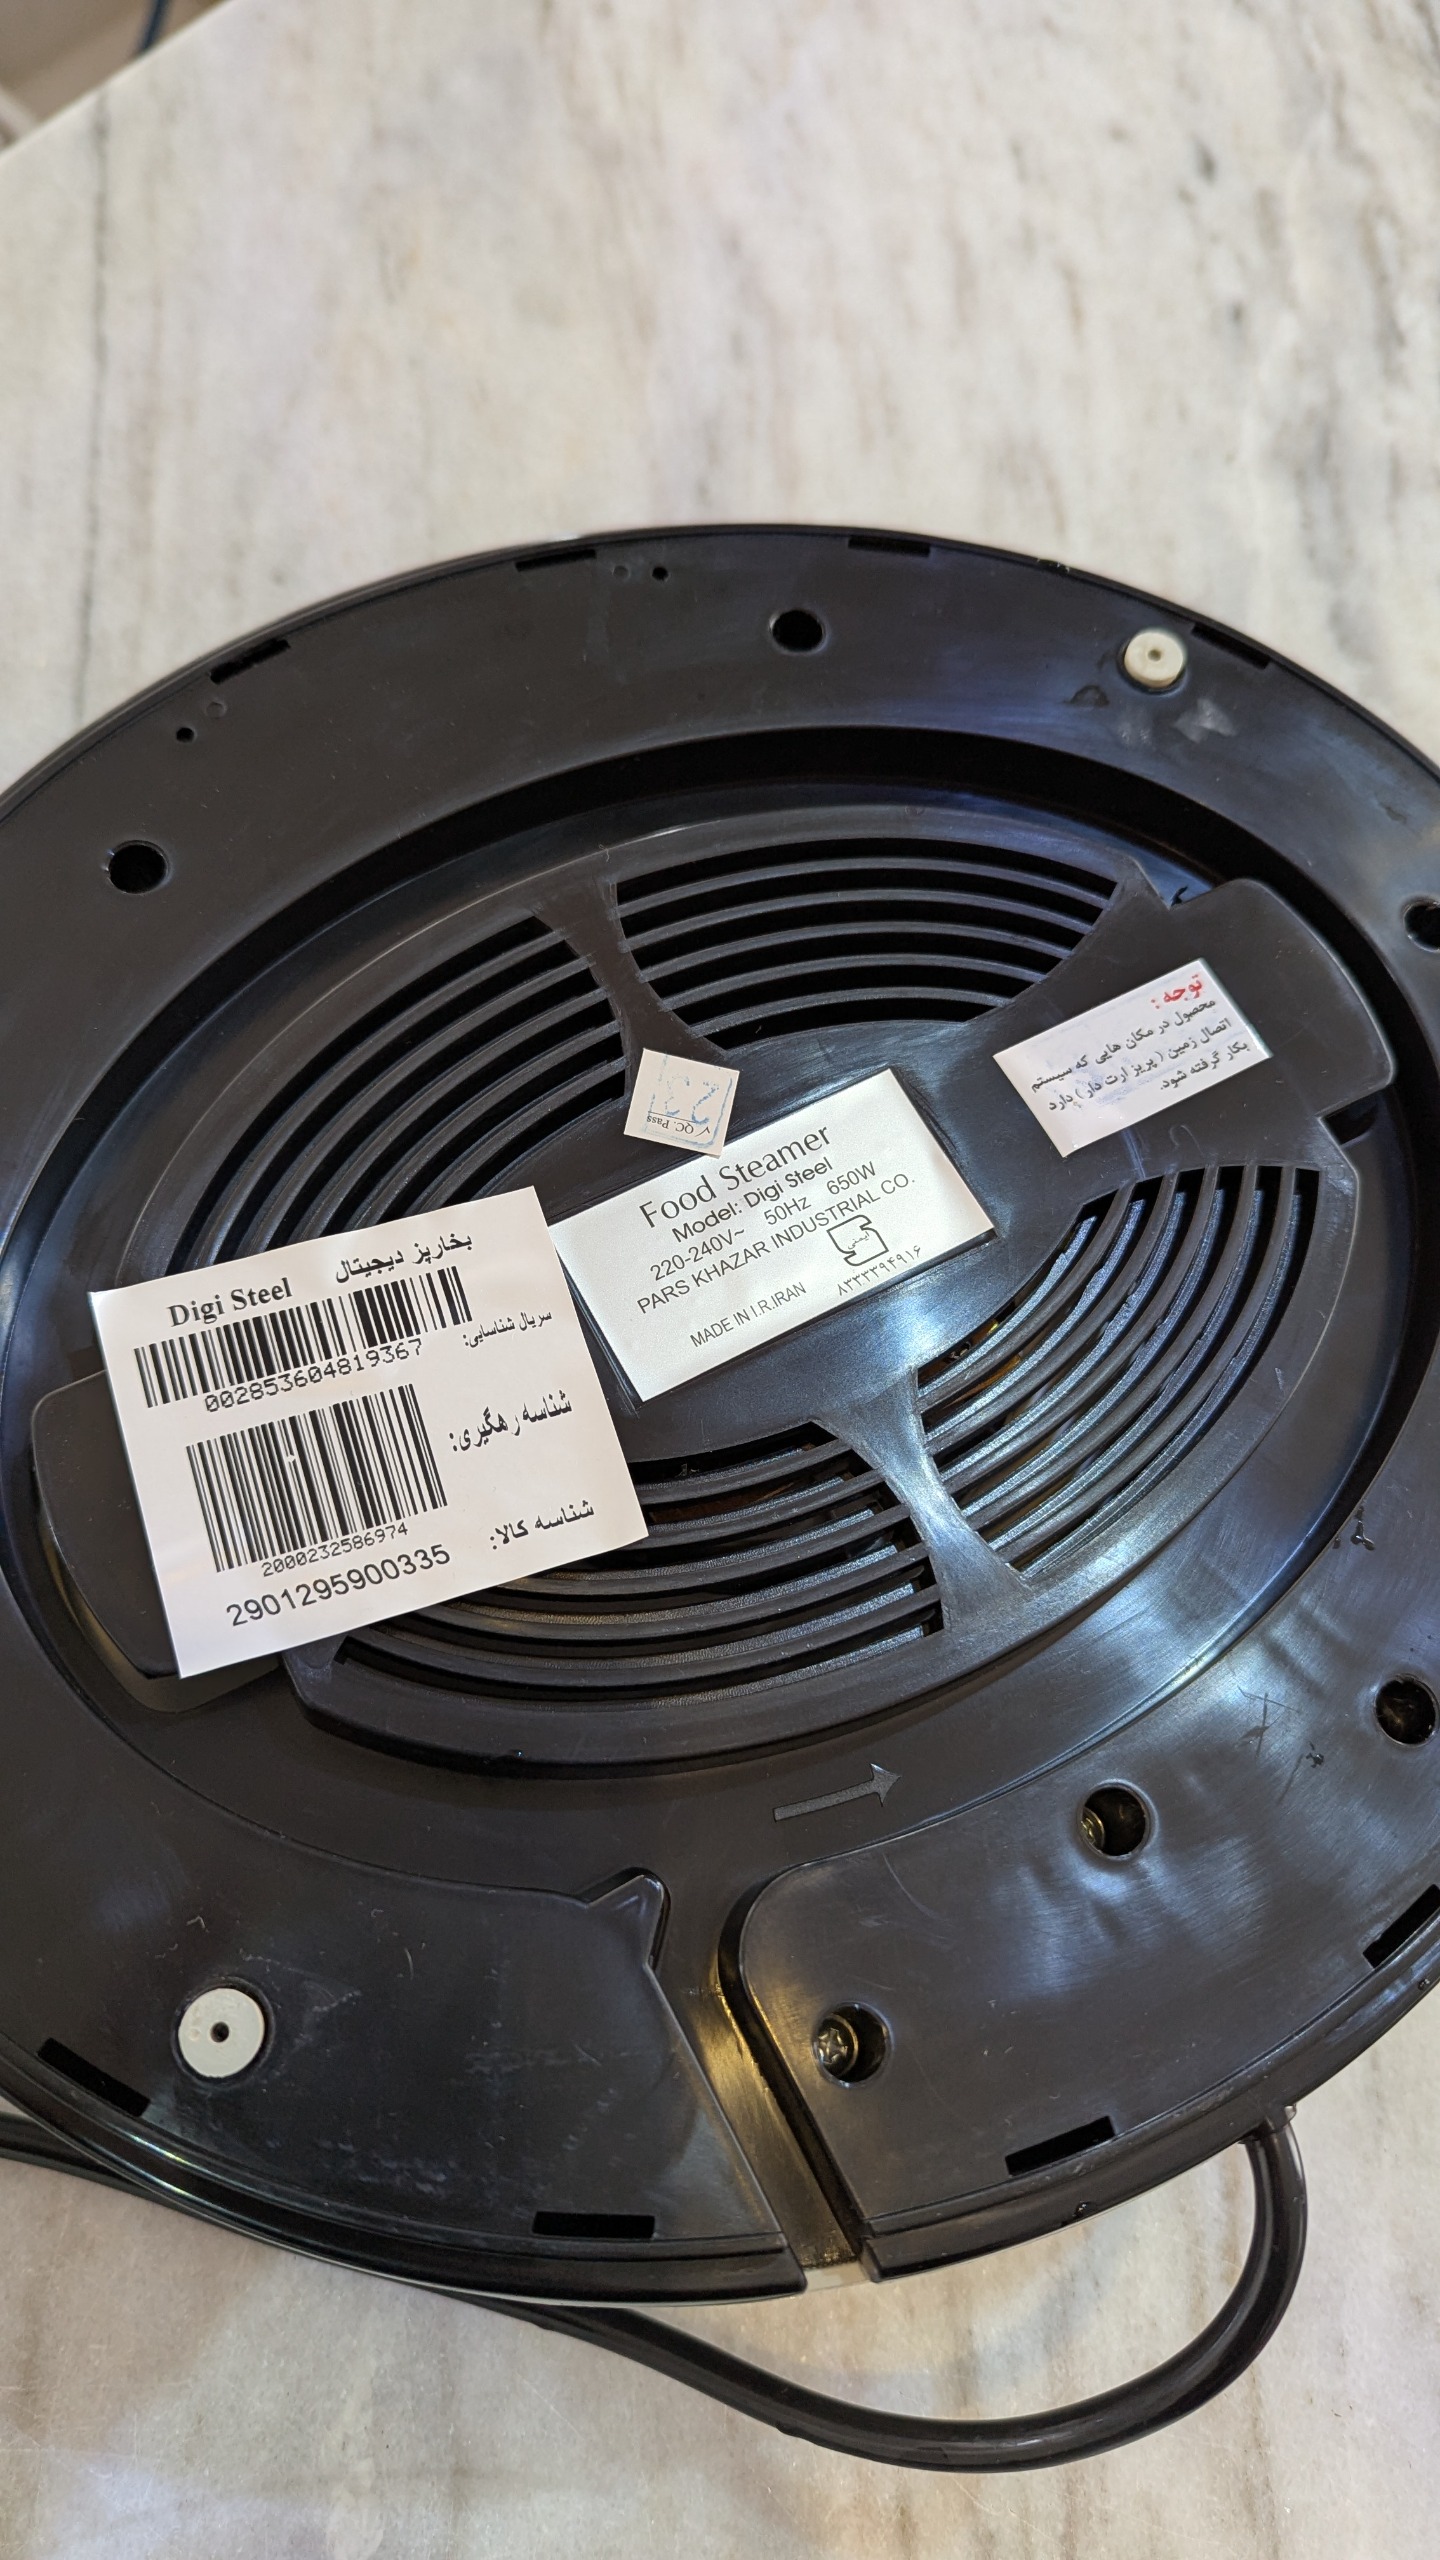 توجه:
محصول در مکان هایی که سیستم
اتصال زمین (پریز ارت دار) دارد
بکار گرفته شود.
23
✓ QC. Pass
Food Steamer
Model: Digi Steel
220-240V~ 50Hz 650W
PARS KHAZAR INDUSTRIAL CO.
MADE IN I.R.IRAN
ایمنی
۸۳۳۳۹۴۹۱۶
Digi Steel بخارپز دیجیتال
سریال شناسایی:
002853604819367
شناسه رهگیری:
2000232586974
شناسه کالا:
2901295900335